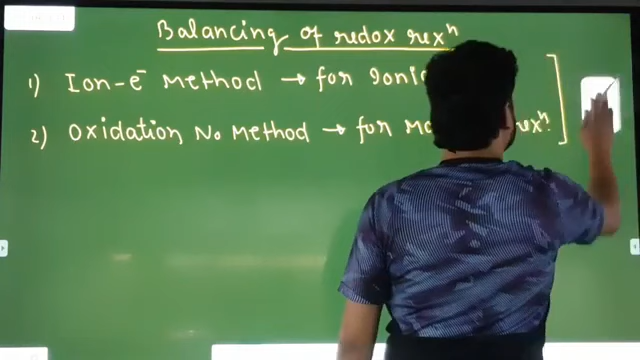 Balancing of redox rexⁿ
1) Ion-e⁻ Method → for Ionic
2) Oxidation No Method → for rexⁿ.